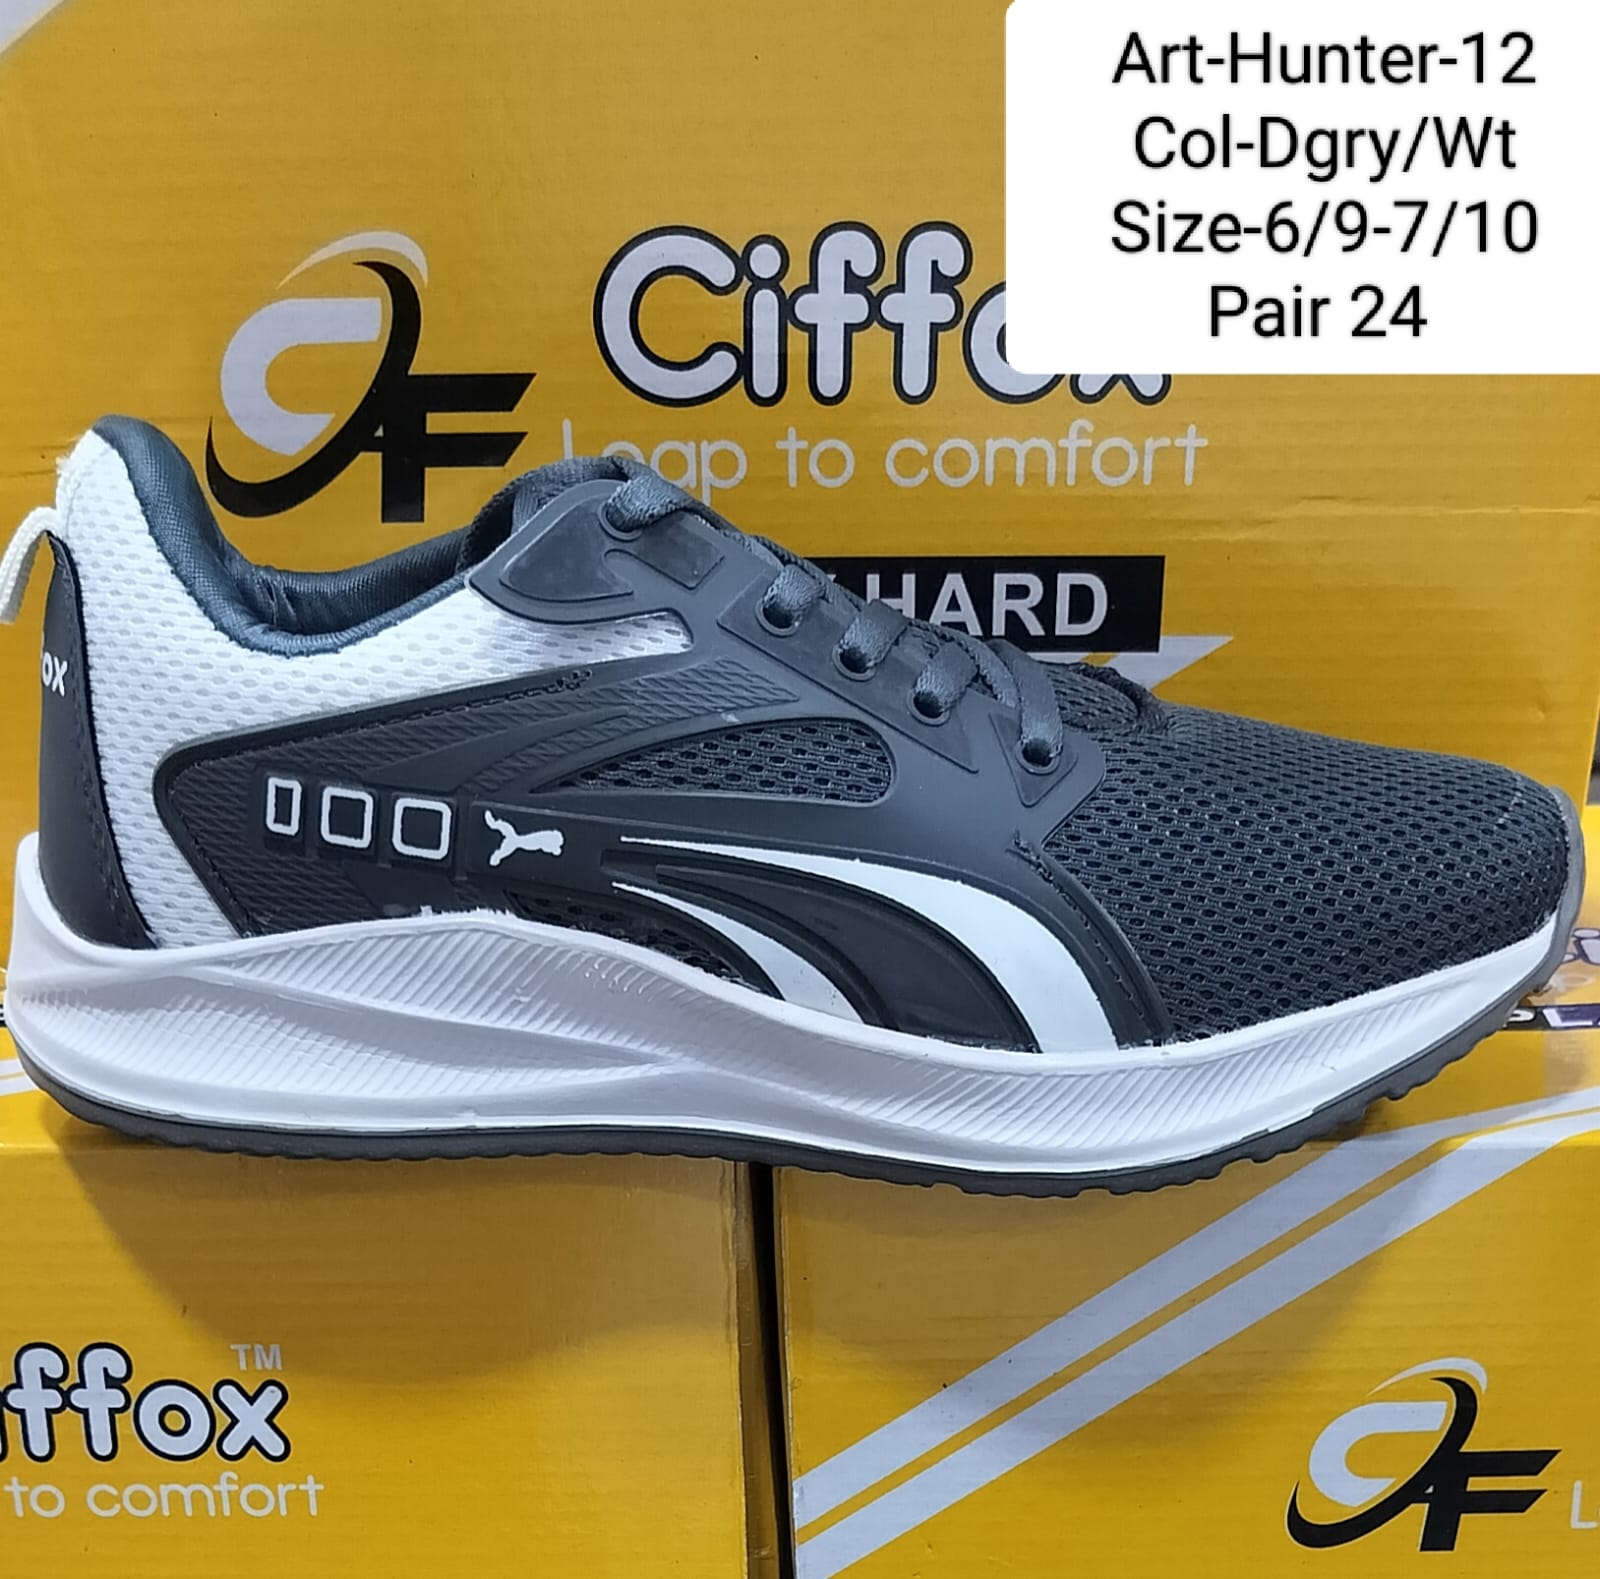 Art-Hunter-12
Col-Dgry/Wt
Size-6/9-7/10
Pair 24
to comfort
HARD
ox
TM
ffox
to comfort